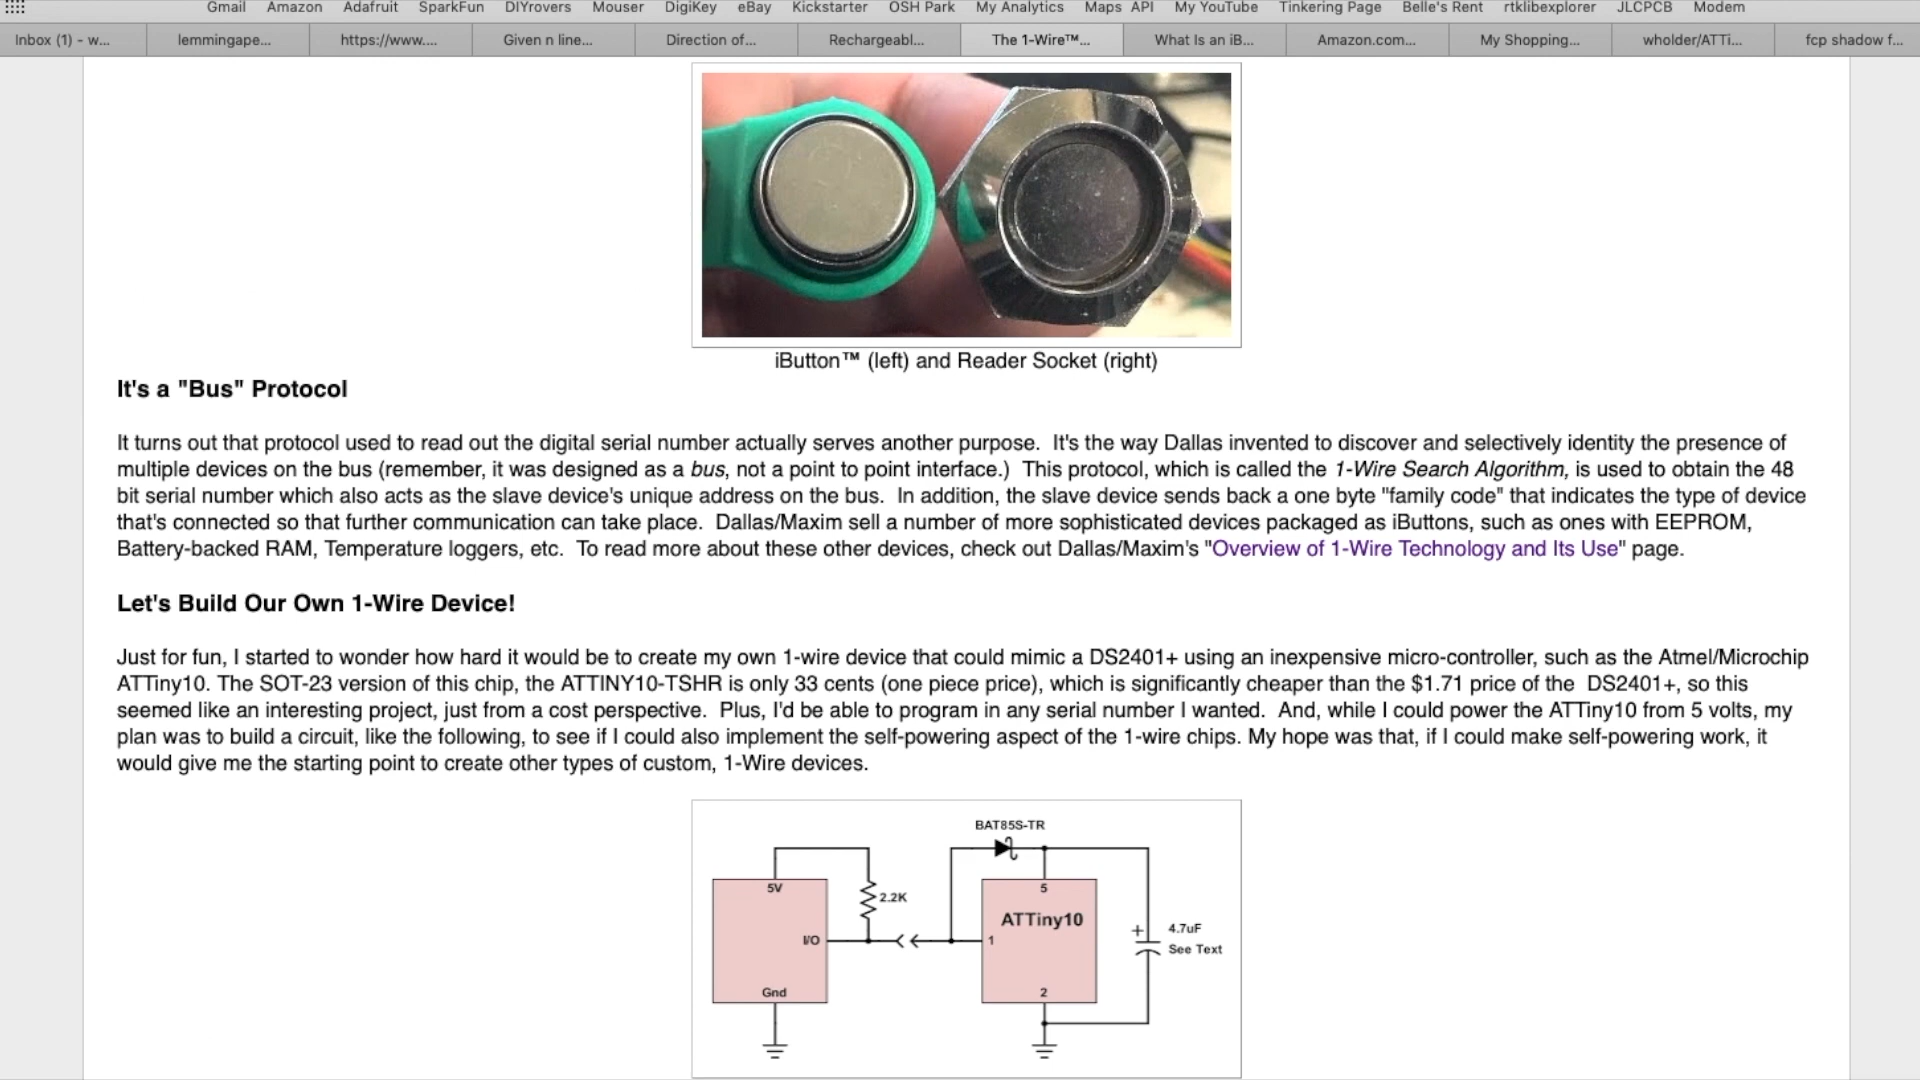 Gmail Amazon Adafruit SparkFun DIYrovers Mouser DigiKey eBay Kickstarter OSH Park My Analytics Maps API My YouTube Tinkering Page Belle's Rent rtklibexplorer JLCPCB Modem
Inbox (1) - w... lemmingape... https://www.... Given n line... Direction of... Rechargeabl... The 1-Wire™... What Is an iB... Amazon.com... My Shopping... wholder/ATTi... fcp shadow f...
iButton™ (left) and Reader Socket (right)
It's a "Bus" Protocol
It turns out that protocol used to read out the digital serial number actually serves another purpose. It's the way Dallas invented to discover and selectively identity the presence of
multiple devices on the bus (remember, it was designed as a bus, not a point to point interface.) This protocol, which is called the 1-Wire Search Algorithm, is used to obtain the 48
bit serial number which also acts as the slave device's unique address on the bus. In addition, the slave device sends back a one byte "family code" that indicates the type of device
that's connected so that further communication can take place. Dallas/Maxim sell a number of more sophisticated devices packaged as iButtons, such as ones with EEPROM,
Battery-backed RAM, Temperature loggers, etc. To read more about these other devices, check out Dallas/Maxim's "Overview of 1-Wire Technology and Its Use" page.
Let's Build Our Own 1-Wire Device!
Just for fun, I started to wonder how hard it would be to create my own 1-wire device that could mimic a DS2401+ using an inexpensive micro-controller, such as the Atmel/Microchip
ATTiny10. The SOT-23 version of this chip, the ATTINY10-TSHR is only 33 cents (one piece price), which is significantly cheaper than the $1.71 price of the DS2401+, so this
seemed like an interesting project, just from a cost perspective. Plus, I'd be able to program in any serial number I wanted. And, while I could power the ATTiny10 from 5 volts, my
plan was to build a circuit, like the following, to see if I could also implement the self-powering aspect of the 1-wire chips. My hope was that, if I could make self-powering work, it
would give me the starting point to create other types of custom, 1-Wire devices.
BAT85S-TR
5V
5
2.2K
ATTiny10
+ 4.7uF
I/O
1
See Text
Gnd
2